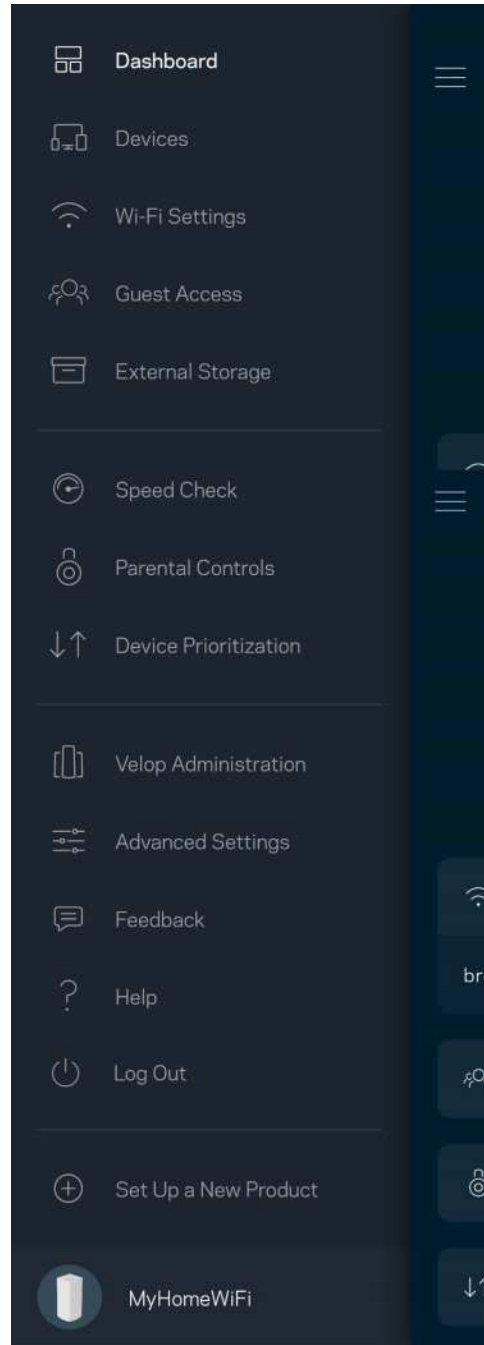 Dashboard
Devices
Wi-Fi Settings
Guest Access
External Storage
Speed Check
Parental Controls
Device Prioritization
Velop Administration
Advanced Settings
Feedback
Help
Log Out
Set Up a New Product
MyHomeWiFi
br